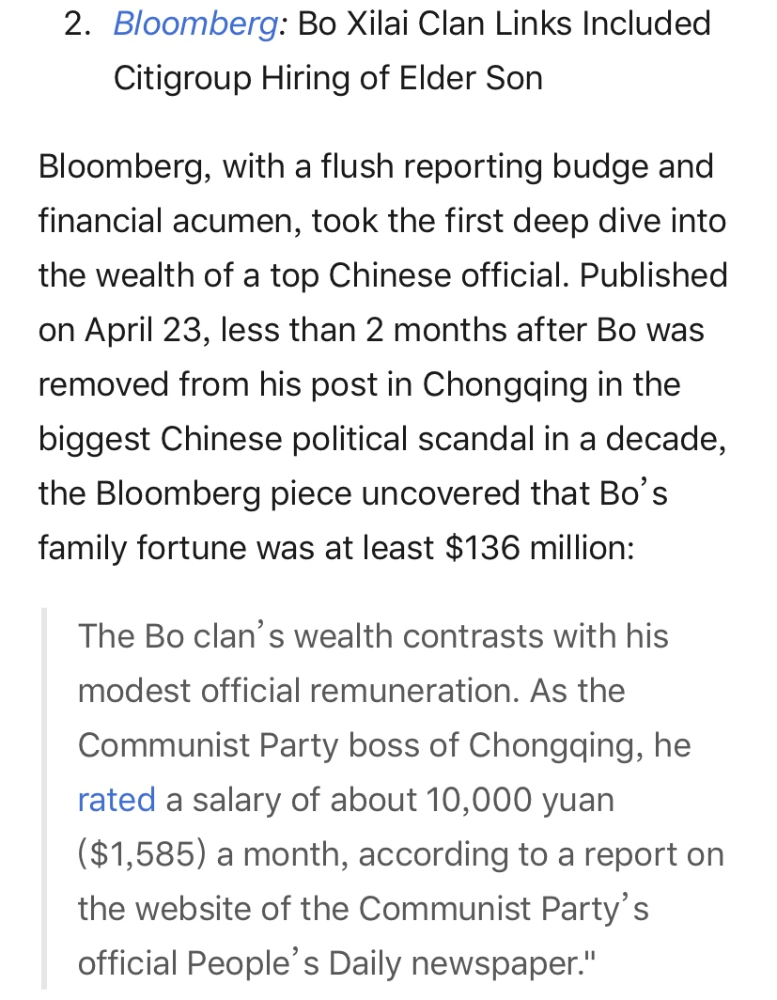 2. Bloomberg: Bo Xilai Clan Links Included
Citigroup Hiring of Elder Son
Bloomberg, with a flush reporting budget and
financial acumen, took the first deep dive into
the wealth of a top Chinese official. Published
on April 23, less than 2 months after Bo was
removed from his post in Chongqing in the
biggest Chinese political scandal in a decade,
the Bloomberg piece uncovered that Bo’s
family fortune was at least $136 million:
The Bo clan’s wealth contrasts with his
modest official remuneration. As the
Communist Party boss of Chongqing, he
rated a salary of about 10,000 yuan
($1,585) a month, according to a report on
the website of the Communist Party’s
official People’s Daily newspaper."